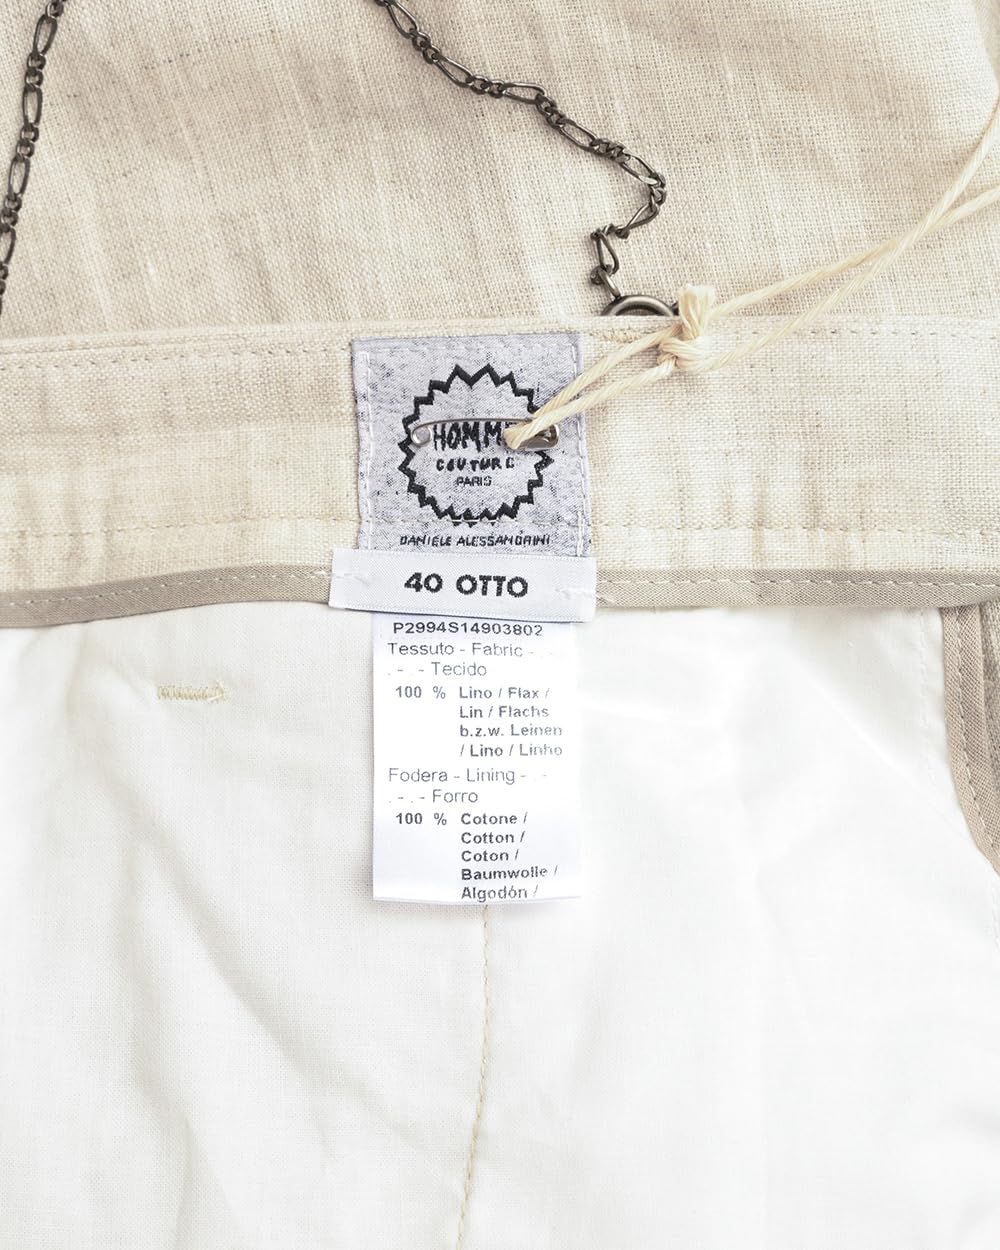 HOMME
COUTURE
PARIS
DANIELE ALESSANDRINI
40 OTTO
P2994S14903802
Tessuto - Fabric - . -
. - . - Tecido
100 % Lino / Flax /
Lin / Flachs
b.z.w. Leinen
/ Lino / Linho
Fodera - Lining - . -
. - . - Forro
100 % Cotone /
Cotton /
Coton /
Baumwolle /
Algodón /